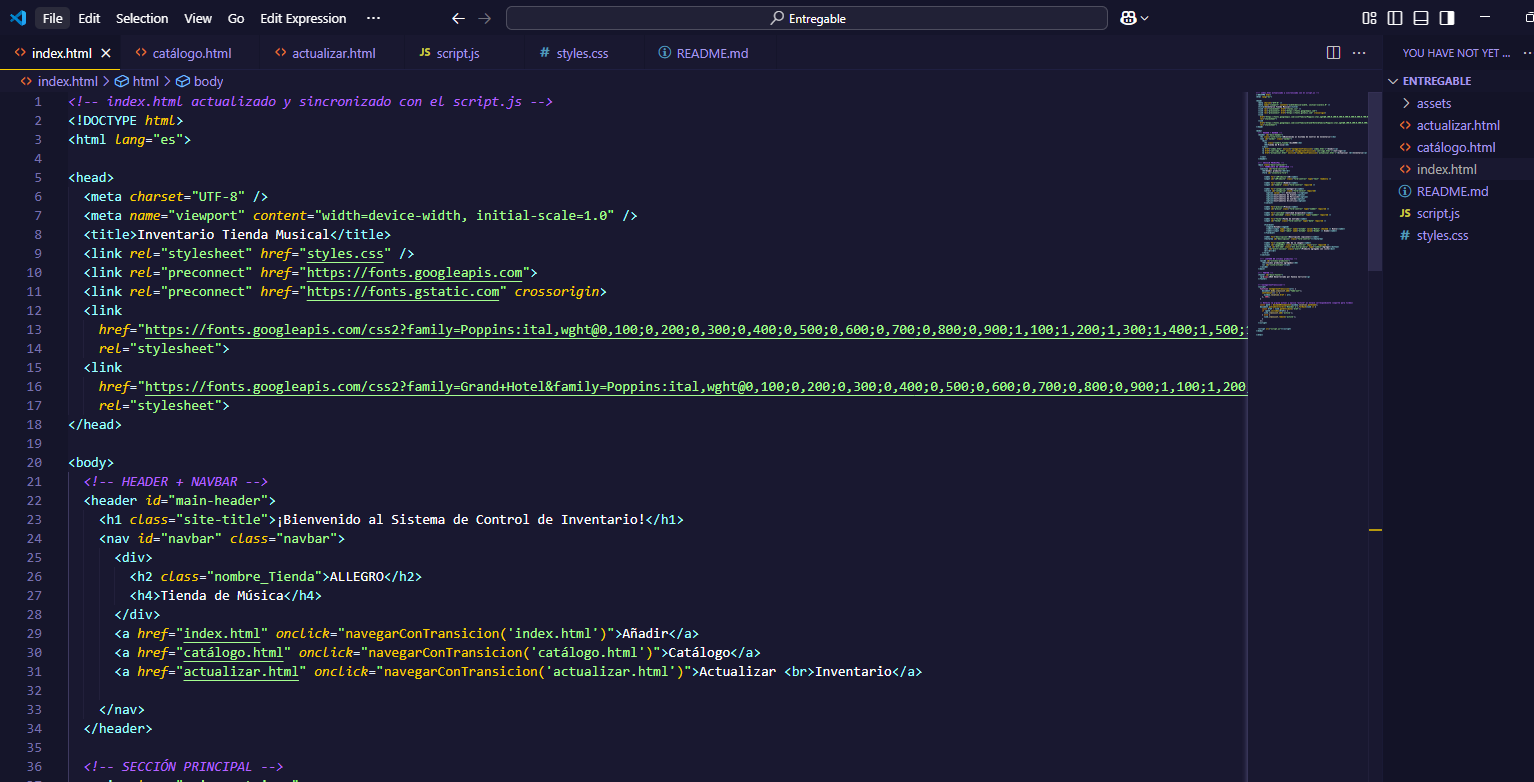 File Edit Selection View Go Edit Expression ··· Entregable
index.html catálogo.html actualizar.html script.js styles.css README.md
index.html > html > body
1 <!-- index.html actualizado y sincronizado con el script.js -->
2 <!DOCTYPE html>
3 <html lang="es">
4
5 <head>
6 <meta charset="UTF-8" />
7 <meta name="viewport" content="width=device-width, initial-scale=1.0" />
8 <title>Inventario Tienda Musical</title>
9 <link rel="stylesheet" href="styles.css" />
10 <link rel="preconnect" href="https://fonts.googleapis.com">
11 <link rel="preconnect" href="https://fonts.gstatic.com" crossorigin>
12 <link
13 href="https://fonts.googleapis.com/css2?family=Poppins:ital,wght@0,100;0,200;0,300;0,400;0,500;0,600;0,700;0,800;0,900;1,100;1,200;1,300;1,400;1,500;
14 rel="stylesheet">
15 <link
16 href="https://fonts.googleapis.com/css2?family=Grand+Hotel&family=Poppins:ital,wght@0,100;0,200;0,300;0,400;0,500;0,600;0,700;0,800;0,900;1,100;1,200
17 rel="stylesheet">
18 </head>
19
20 <body>
21 <!-- HEADER + NAVBAR -->
22 <header id="main-header">
23 <h1 class="site-title">¡Bienvenido al Sistema de Control de Inventario!</h1>
24 <nav id="navbar" class="navbar">
25 <div>
26 <h2 class="nombre_Tienda">ALLEGRO</h2>
27 <h4>Tienda de Música</h4>
28 </div>
29 <a href="index.html" onclick="navegarConTransicion('index.html')">Añadir</a>
30 <a href="catálogo.html" onclick="navegarConTransicion('catálogo.html')">Catálogo</a>
31 <a href="actualizar.html" onclick="navegarConTransicion('actualizar.html')">Actualizar <br>Inventario</a>
32
33 </nav>
34 </header>
35
36 <!-- SECCIÓN PRINCIPAL -->
YOU HAVE NOT YET ...
ENTREGABLE
assets
actualizar.html
catálogo.html
index.html
README.md
JS script.js
# styles.css